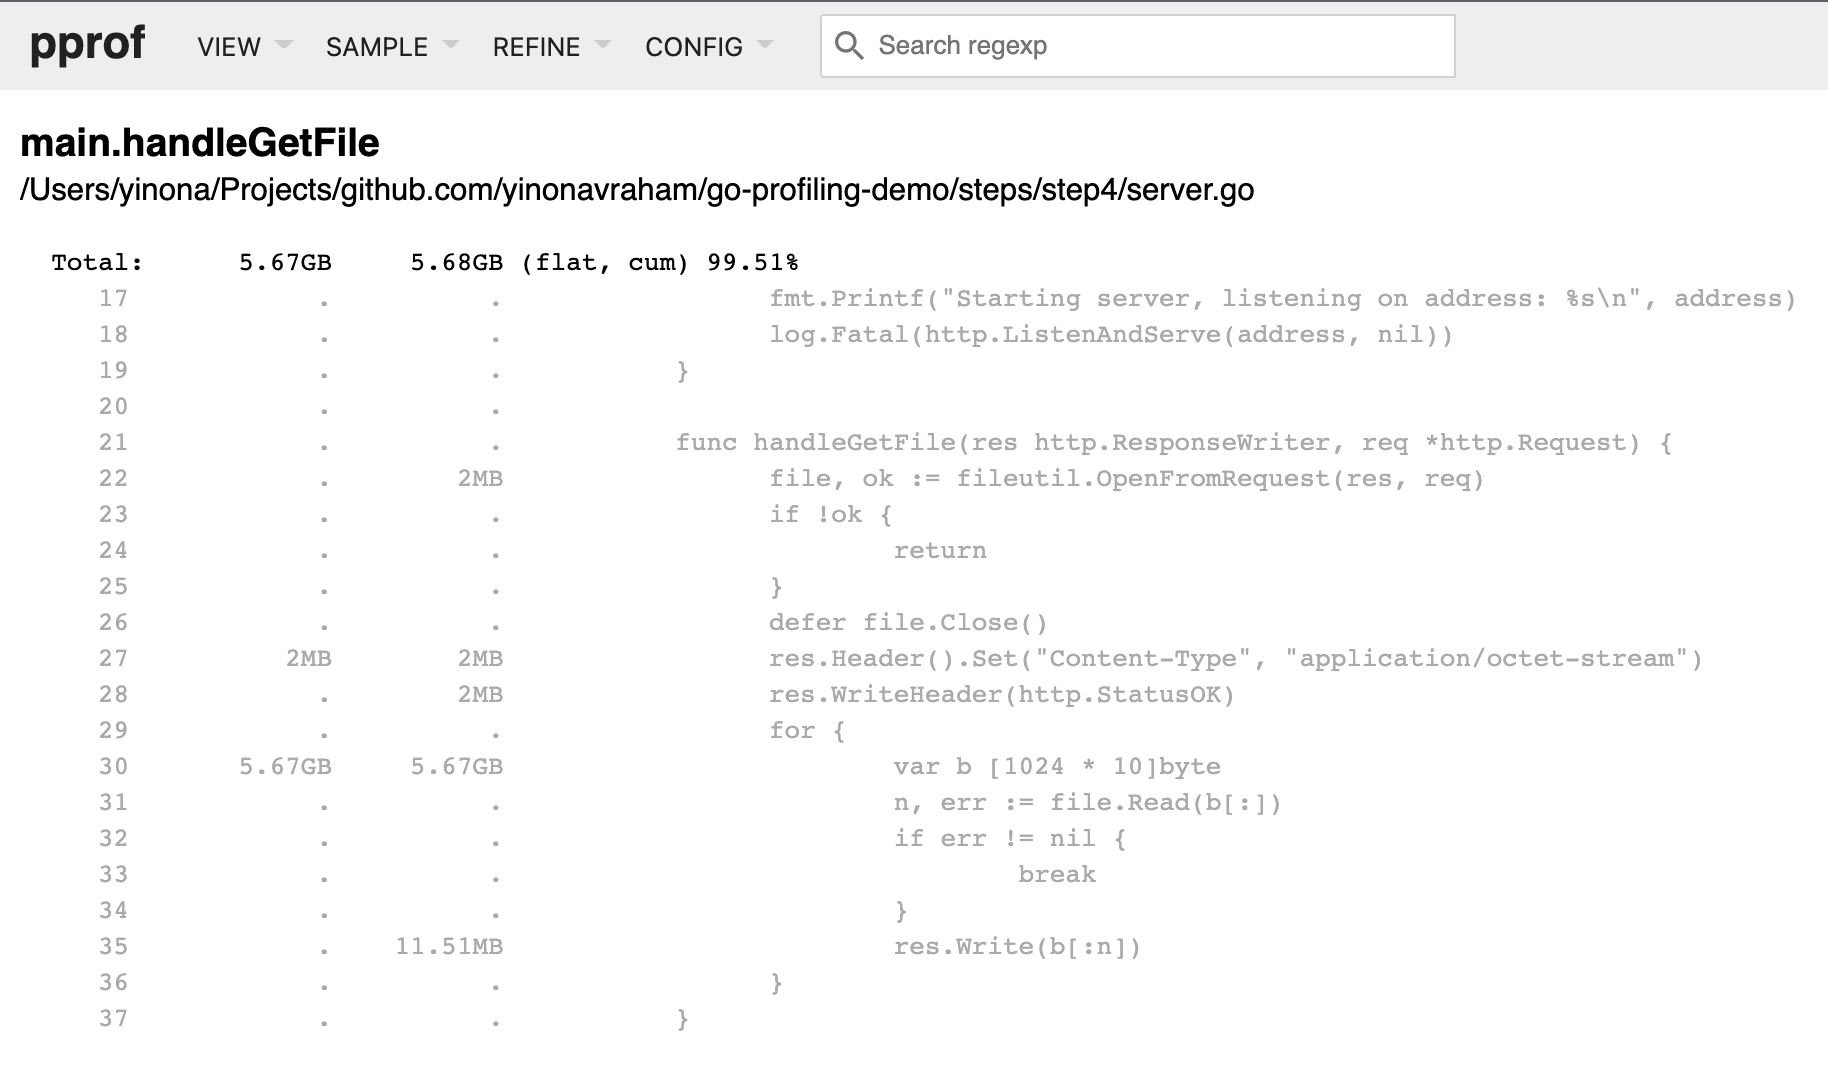 pprof VIEW SAMPLE REFINE CONFIG Search regexp
main.handleGetFile
/Users/yinona/Projects/github.com/yinonavraham/go-profiling-demo/steps/step4/server.go
Total: 5.67GB 5.68GB (flat, cum) 99.51%
17 . . fmt.Printf("Starting server, listening on address: %s\n", address)
18 . . log.Fatal(http.ListenAndServe(address, nil))
19 . . }
20 . .
21 . . func handleGetFile(res http.ResponseWriter, req *http.Request) {
22 . 2MB file, ok := fileutil.OpenFromRequest(res, req)
23 . . if !ok {
24 . . return
25 . . }
26 . . defer file.Close()
27 2MB 2MB res.Header().Set("Content-Type", "application/octet-stream")
28 . 2MB res.WriteHeader(http.StatusOK)
29 . . for {
30 5.67GB 5.67GB var b [1024 * 10]byte
31 . . n, err := file.Read(b[:])
32 . . if err != nil {
33 . . break
34 . . }
35 . 11.51MB res.Write(b[:n])
36 . . }
37 . . }